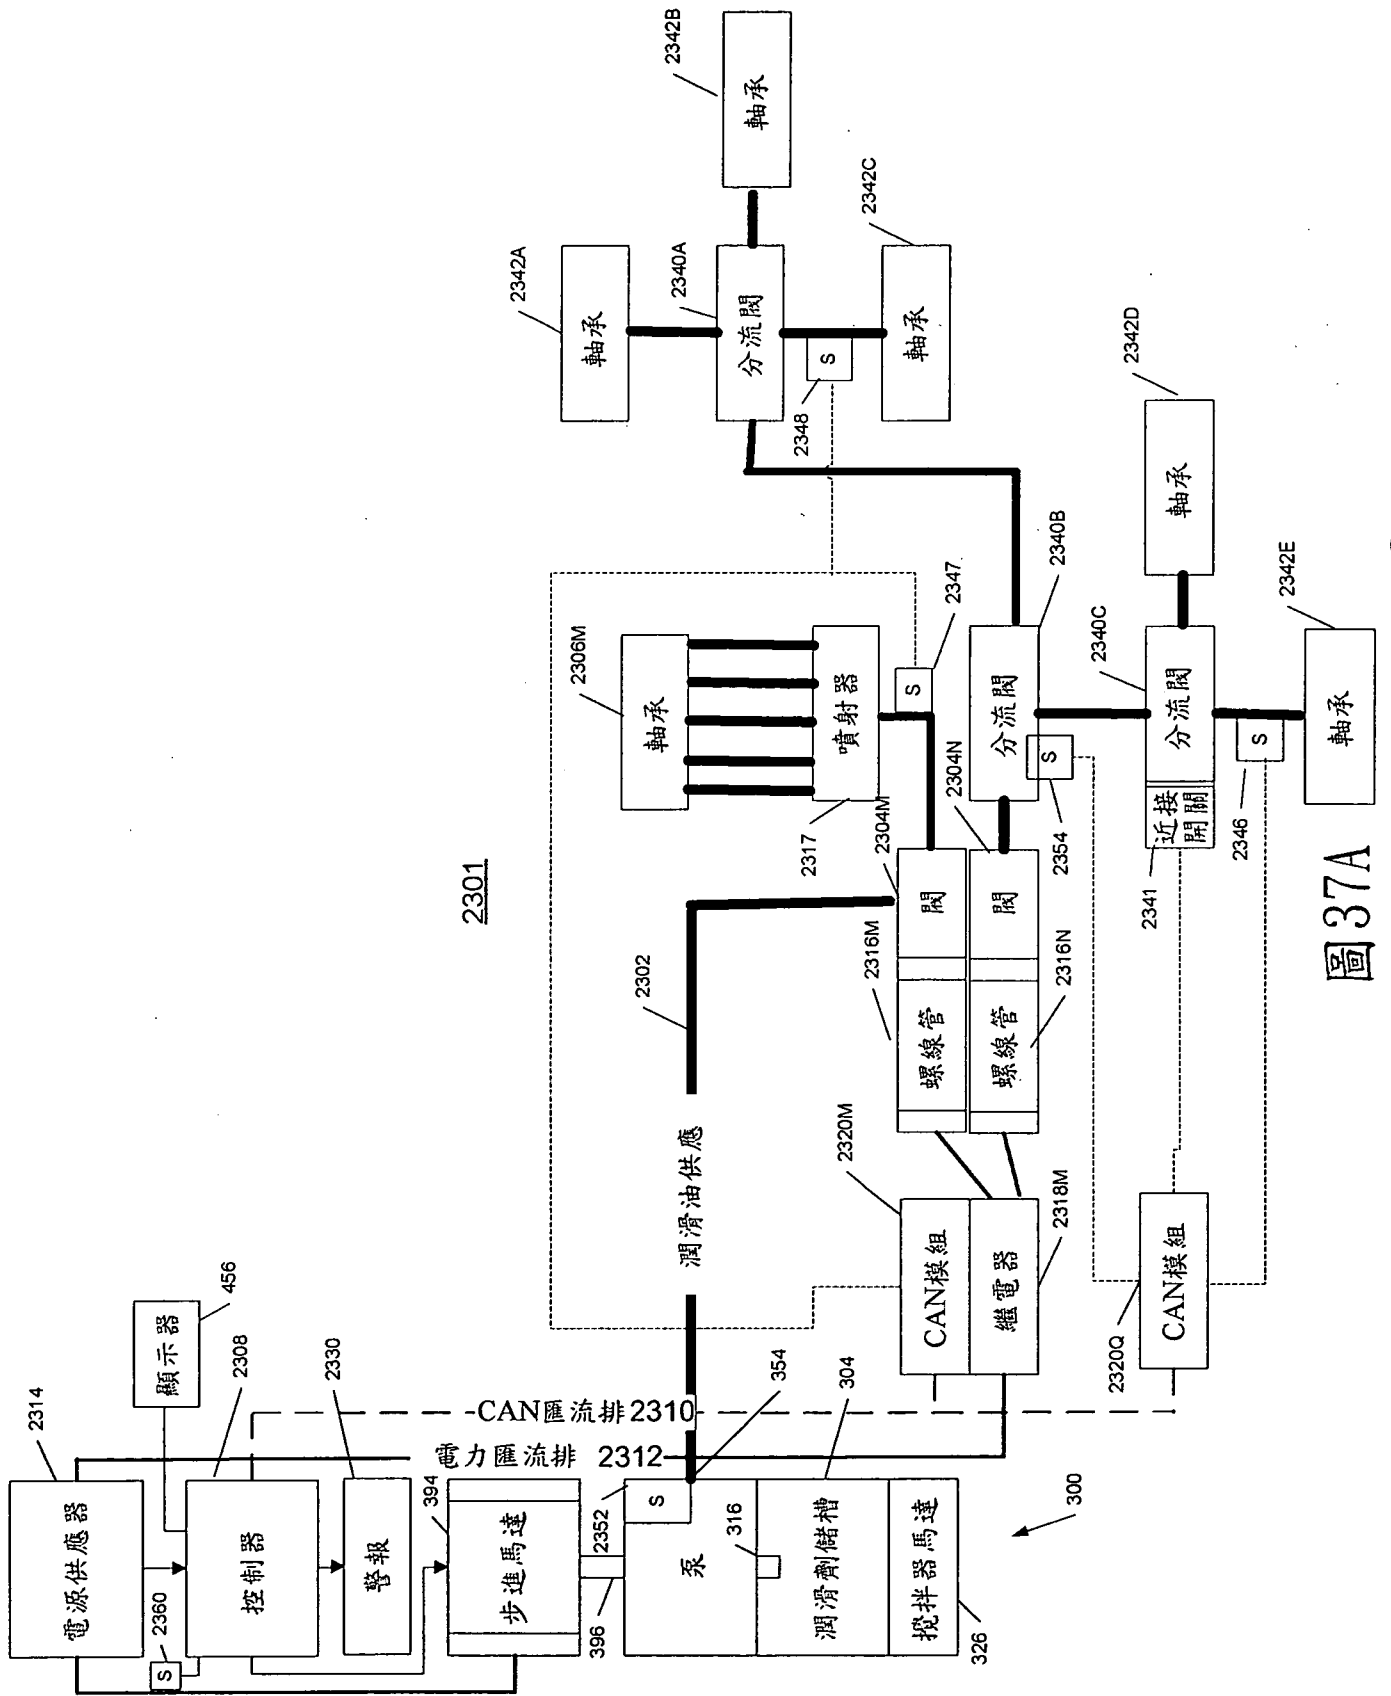 2314
電源供應器
2360
S
顯示器
456
2308
控制器
2330
警報
394
步進馬達
396
2352
S
泵
316
354
304
潤滑劑儲槽
攪拌器馬達
326
300
CAN匯流排2310
電力匯流排 2312
潤滑油供應
2302
2301
2320M
CAN模組
繼電器
2318M
2316M
螺線管
閥
2304M
2316N
螺線管
閥
2304N
2317
噴射器
2306M
軸承
S
2347
2342A
軸承
2342B
軸承
2342C
軸承
2340A
分流閥
S
2348
2340B
分流閥
S
2354
2340C
分流閥
近接
開關
2341
2342D
軸承
2342E
軸承
S
2346
2320Q
CAN模組
圖37A